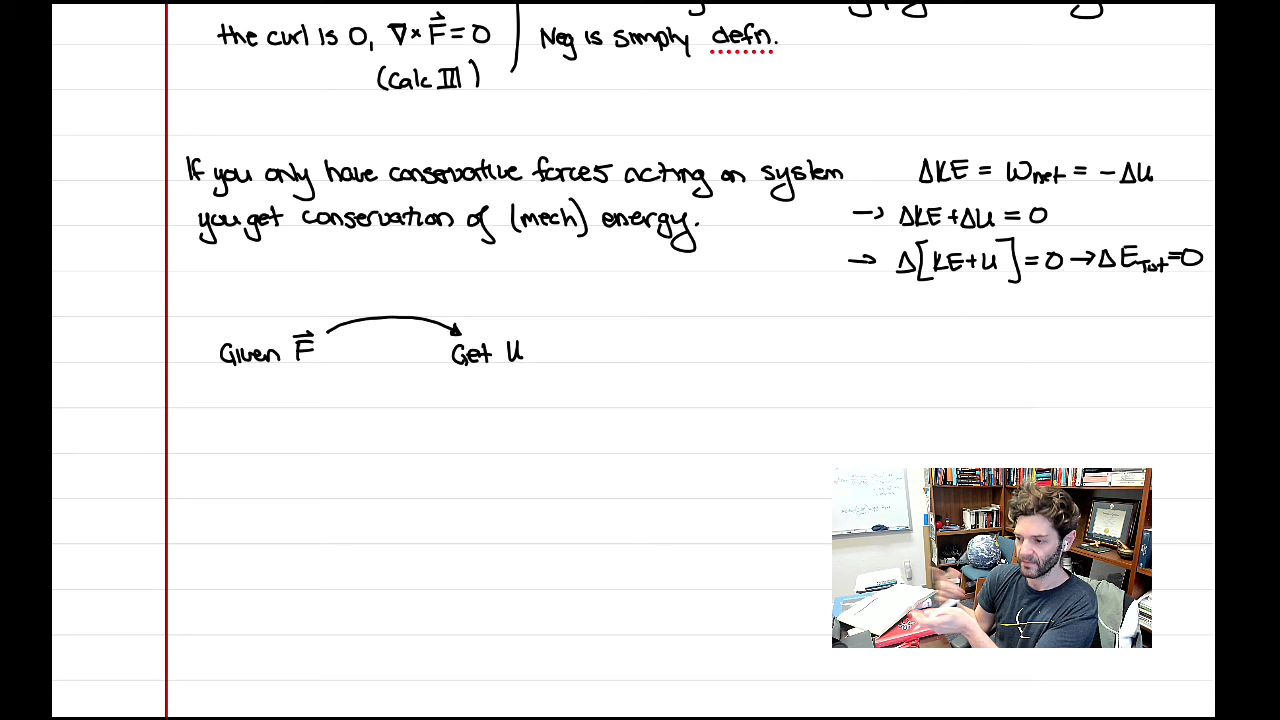 the curl is 0, ∇×F⃗=0
(Calc III)
Neg is simply defn.
If you only have conservative forces acting on system
you get conservation of (mech) energy.
ΔKE = Wnet = -ΔU
→ ΔKE+ΔU = 0
→ Δ[KE+U]=0→ΔE_Tot=0
Given F⃗
Get U